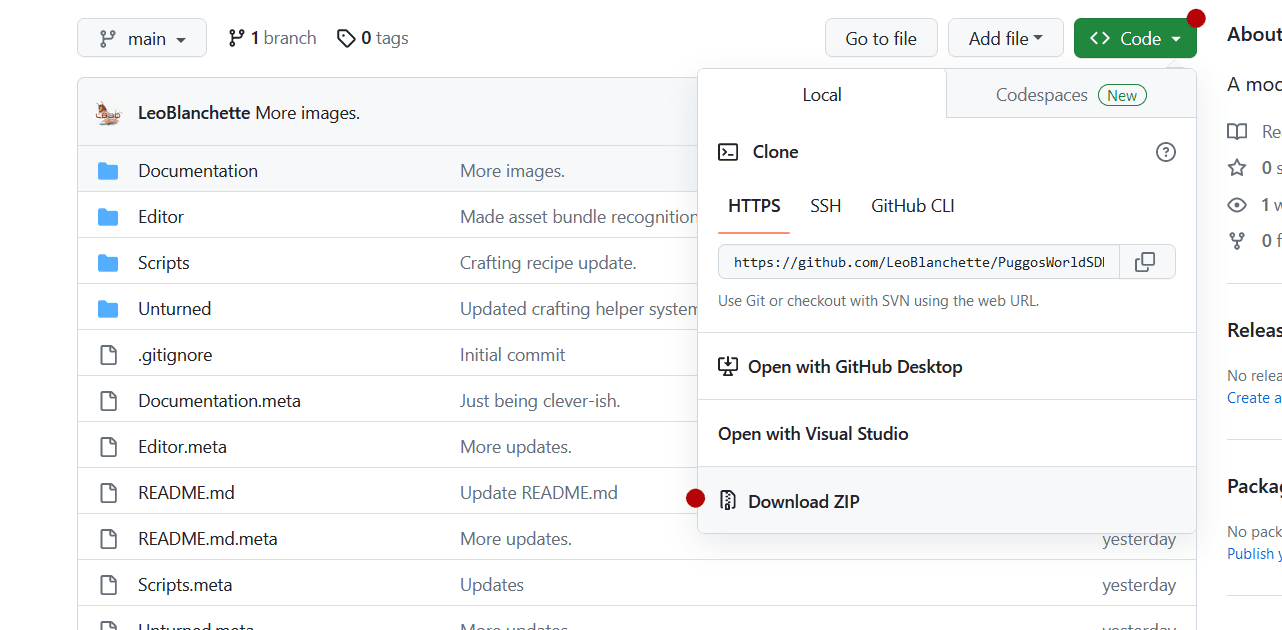 main
1 branch
0 tags
Go to file
Add file
Code
LeoBlanchette More images.
Documentation More images.
Editor Made asset bundle recognition
Scripts Crafting recipe update.
Unturned Updated crafting helper system
.gitignore Initial commit
Documentation.meta Just being clever-ish.
Editor.meta More updates.
README.md Update README.md
README.md.meta More updates. yesterday
Scripts.meta Updates yesterday
Unturned.meta More updates. yesterday
Local
Codespaces New
Clone
HTTPS SSH GitHub CLI
https://github.com/LeoBlanchette/PuggosWorldSD
Use Git or checkout with SVN using the web URL.
Open with GitHub Desktop
Open with Visual Studio
Download ZIP
About
A
Re
0 s
1 w
0 f
Releas
No relea
Create a
Packag
No pack
Publish y